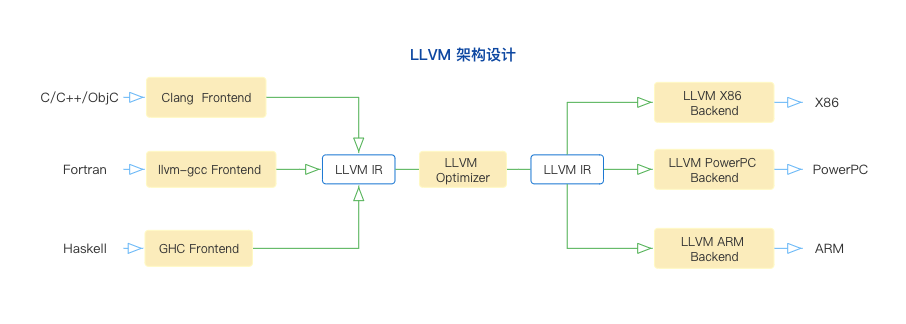 LLVM 架构设计
C/C++/ObjC
Clang Frontend
LLVM X86
Backend
X86
Fortran
llvm-gcc Frontend
LLVM IR
LLVM
Optimizer
LLVM IR
LLVM PowerPC
Backend
PowerPC
Haskell
GHC Frontend
LLVM ARM
Backend
ARM